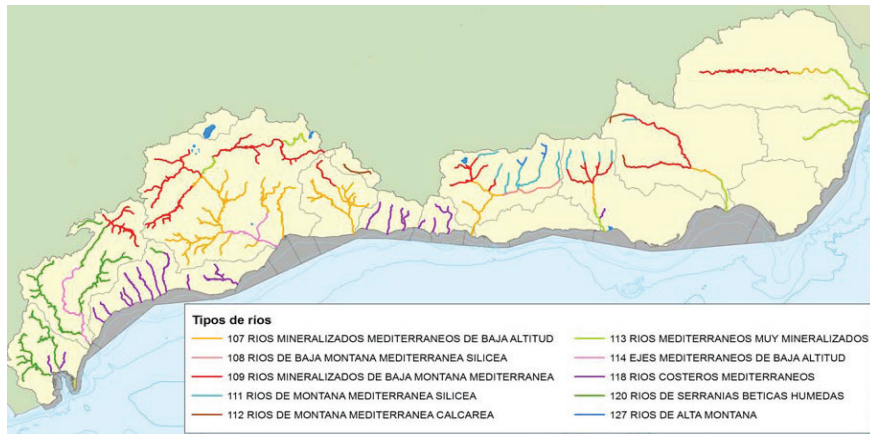 Tipos de ríos
107 RIOS MINERALIZADOS MEDITERRANEOS DE BAJA ALTITUD
108 RIOS DE BAJA MONTANA MEDITERRANEA SILICEA
109 RIOS MINERALIZADOS DE BAJA MONTANA MEDITERRANEA
111 RIOS DE MONTANA MEDITERRANEA SILICEA
112 RIOS DE MONTANA MEDITERRANEA CALCAREA
113 RIOS MEDITERRANEOS MUY MINERALIZADOS
114 EJES MEDITERRANEOS DE BAJA ALTITUD
118 RIOS COSTEROS MEDITERRANEOS
120 RIOS DE SERRANIAS BETICAS HUMEDAS
127 RIOS DE ALTA MONTANA